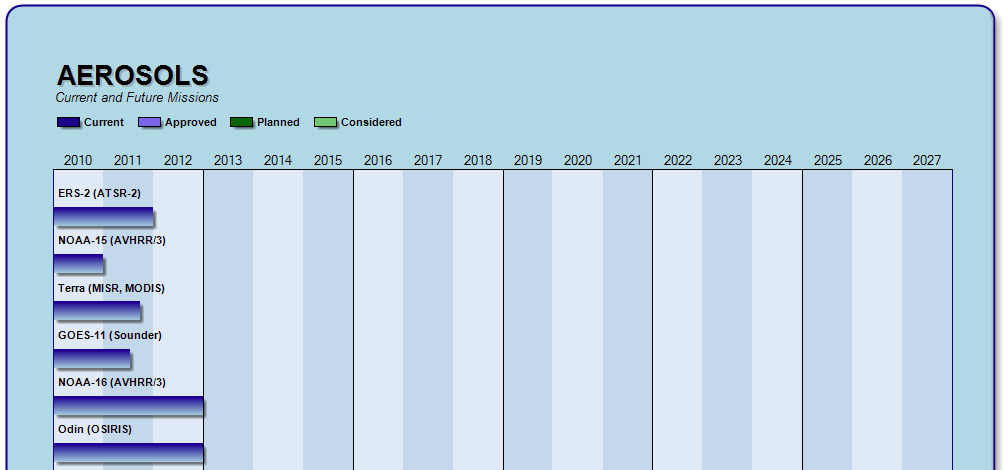 AEROSOLS
Current and Future Missions
Current Approved Planned Considered
2010 2011 2012 2013 2014 2015 2016 2017 2018 2019 2020 2021 2022 2023 2024 2025 2026 2027
ERS-2 (ATSR-2)
NOAA-15 (AVHRR/3)
Terra (MISR, MODIS)
GOES-11 (Sounder)
NOAA-16 (AVHRR/3)
Odin (OSIRIS)